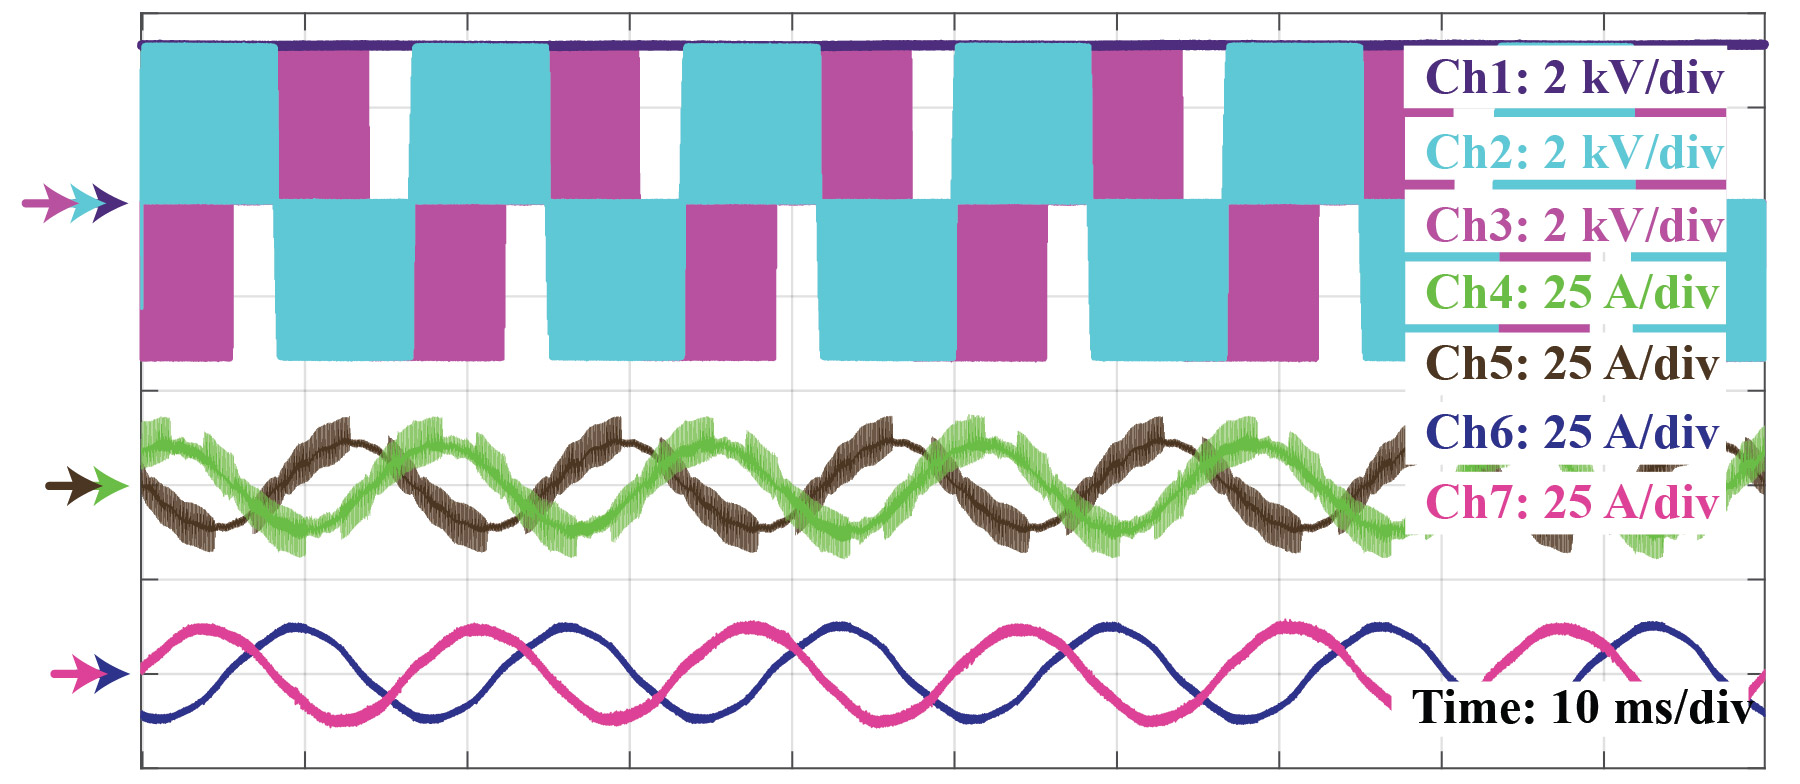 Ch1: 2 kV/div
Ch2: 2 kV/div
Ch3: 2 kV/div
Ch4: 25 A/div
Ch5: 25 A/div
Ch6: 25 A/div
Ch7: 25 A/div
Time: 10 ms/div